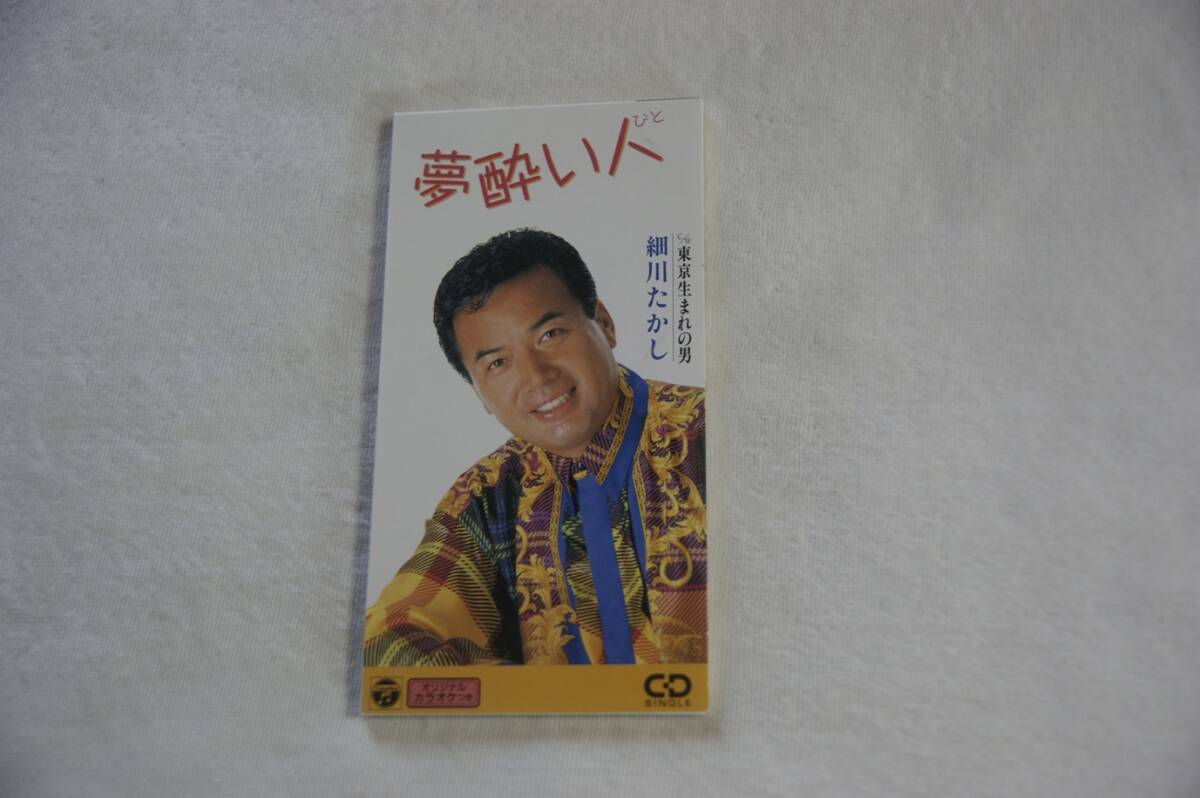 夢酔い人
びと
C/W 東京生まれの男
細川たかし
オリジナル
カラオケつき
CD
SINGLE